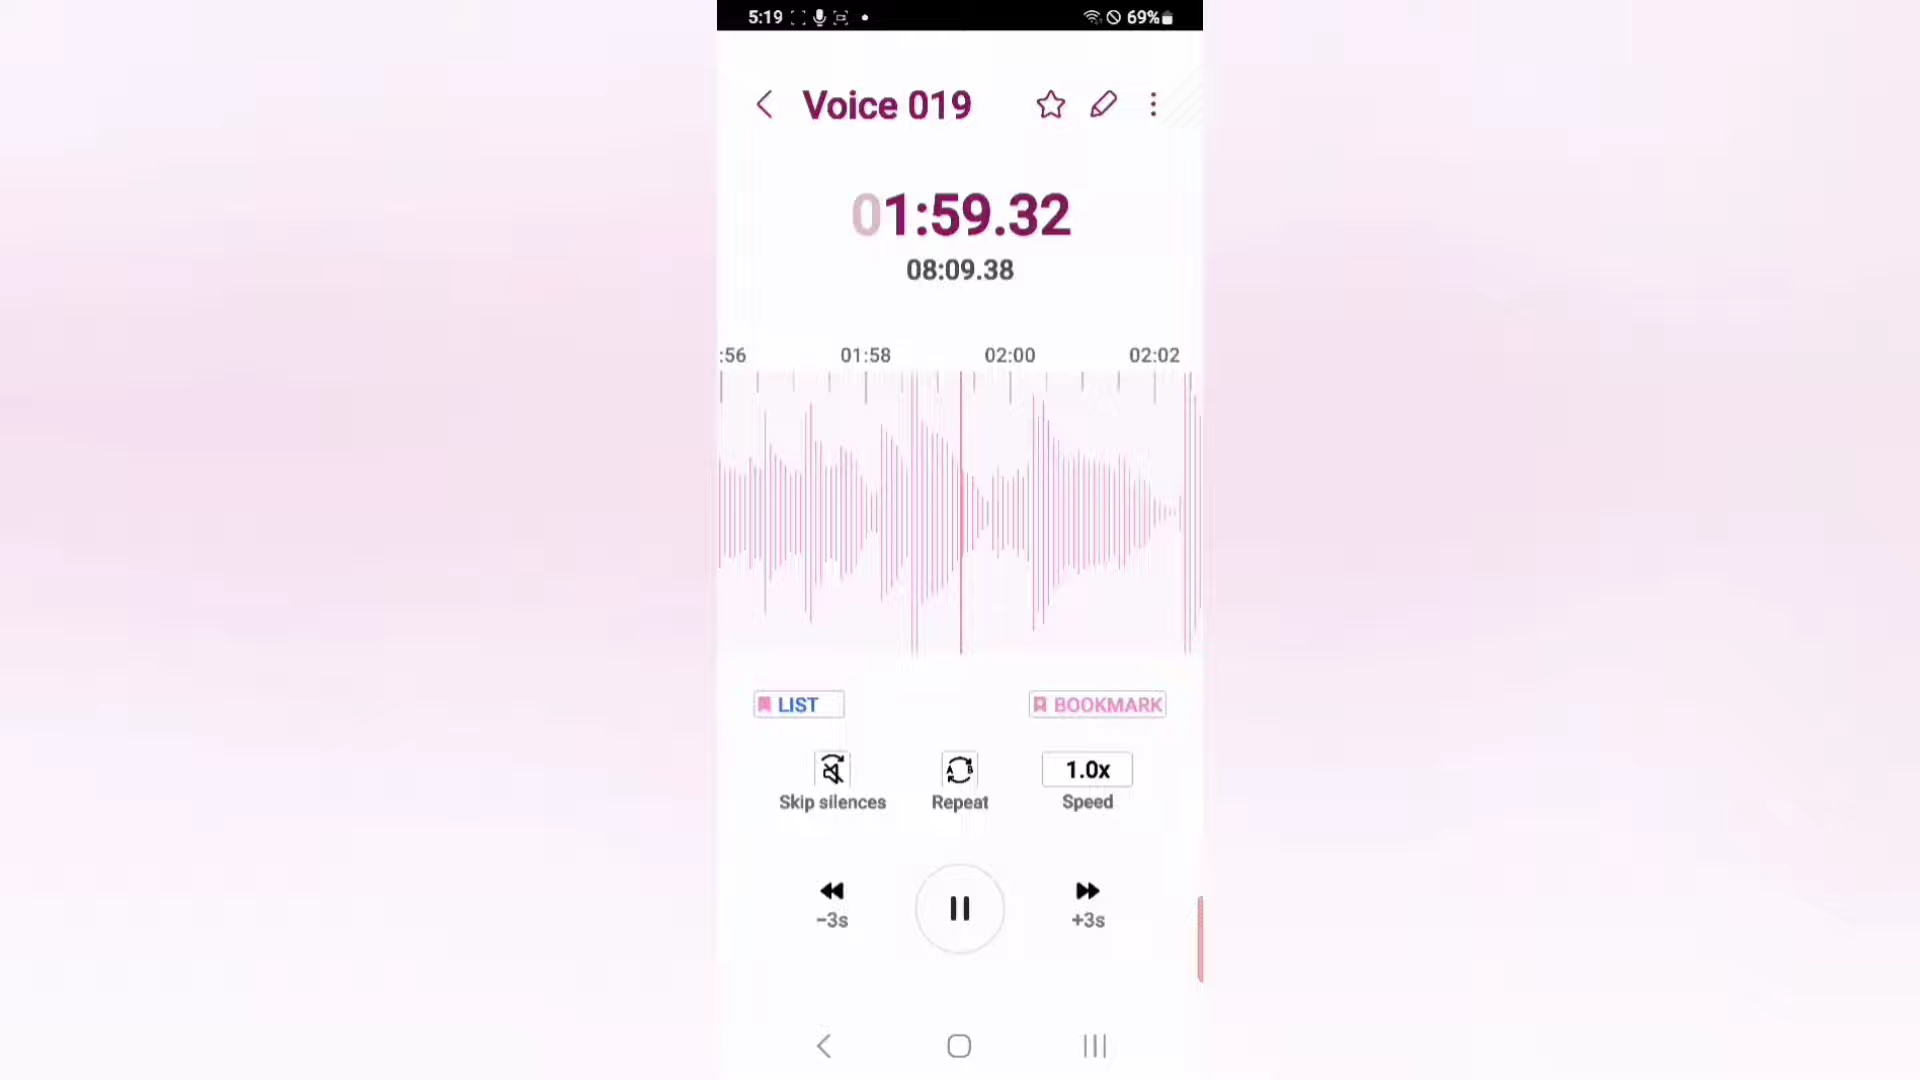 5:19 69%
Voice 019
01:59.32
08:09.38
:56 01:58 02:00 02:02
LIST BOOKMARK
1.0x
Skip silences Repeat Speed
-3s +3s